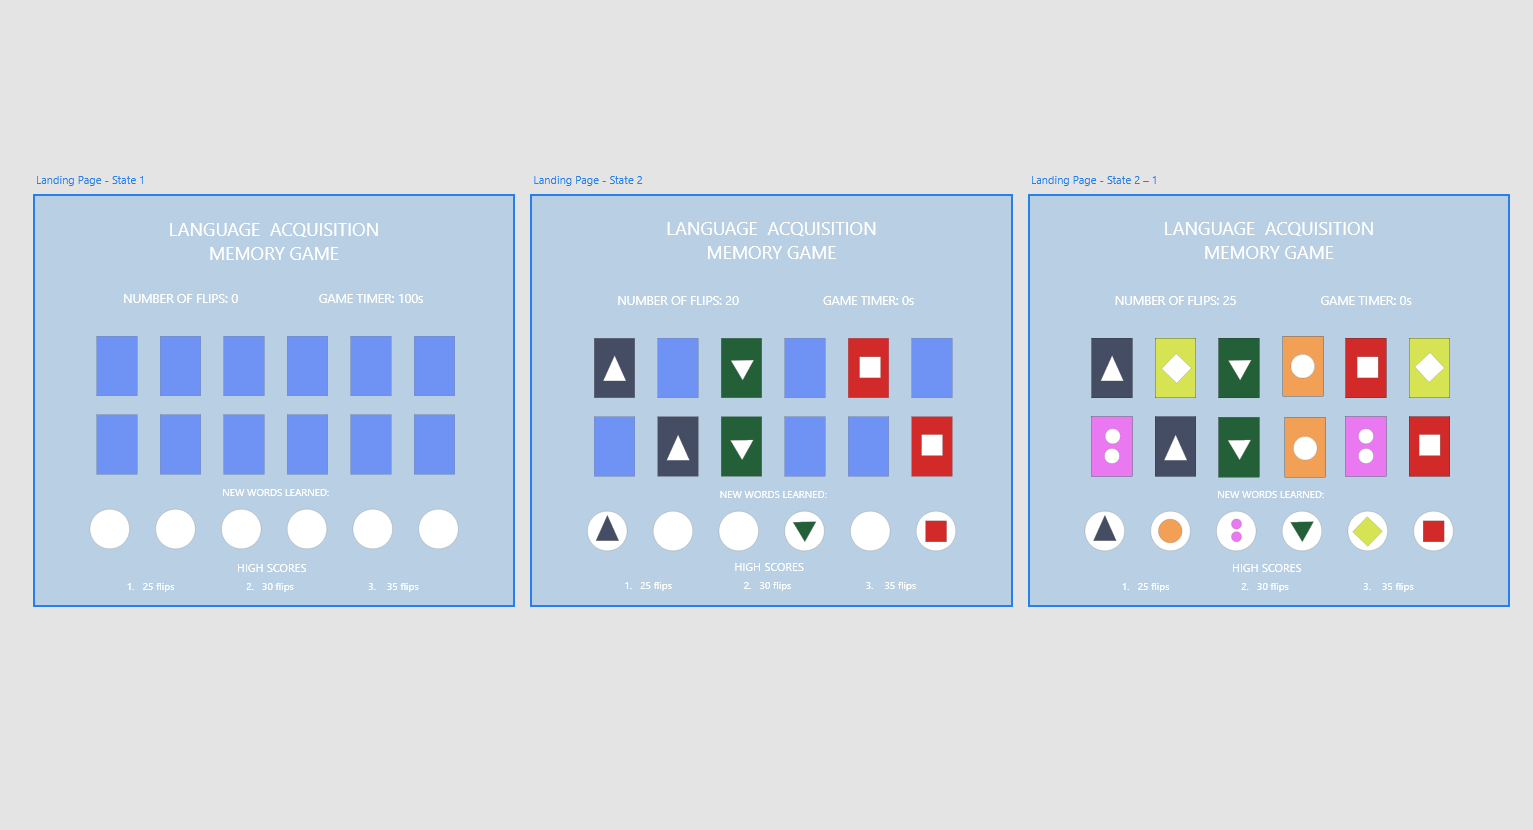 Landing Page - State 1
LANGUAGE ACQUISITION
MEMORY GAME
NUMBER OF FLIPS: 0
GAME TIMER: 100s
NEW WORDS LEARNED:
HIGH SCORES
1. 25 flips
2. 30 flips
3. 35 flips
Landing Page - State 2
LANGUAGE ACQUISITION
MEMORY GAME
NUMBER OF FLIPS: 20
GAME TIMER: 0s
NEW WORDS LEARNED:
HIGH SCORES
1. 25 flips
2. 30 flips
3. 35 flips
Landing Page - State 2 – 1
LANGUAGE ACQUISITION
MEMORY GAME
NUMBER OF FLIPS: 25
GAME TIMER: 0s
NEW WORDS LEARNED:
HIGH SCORES
1. 25 flips
2. 30 flips
3. 35 flips